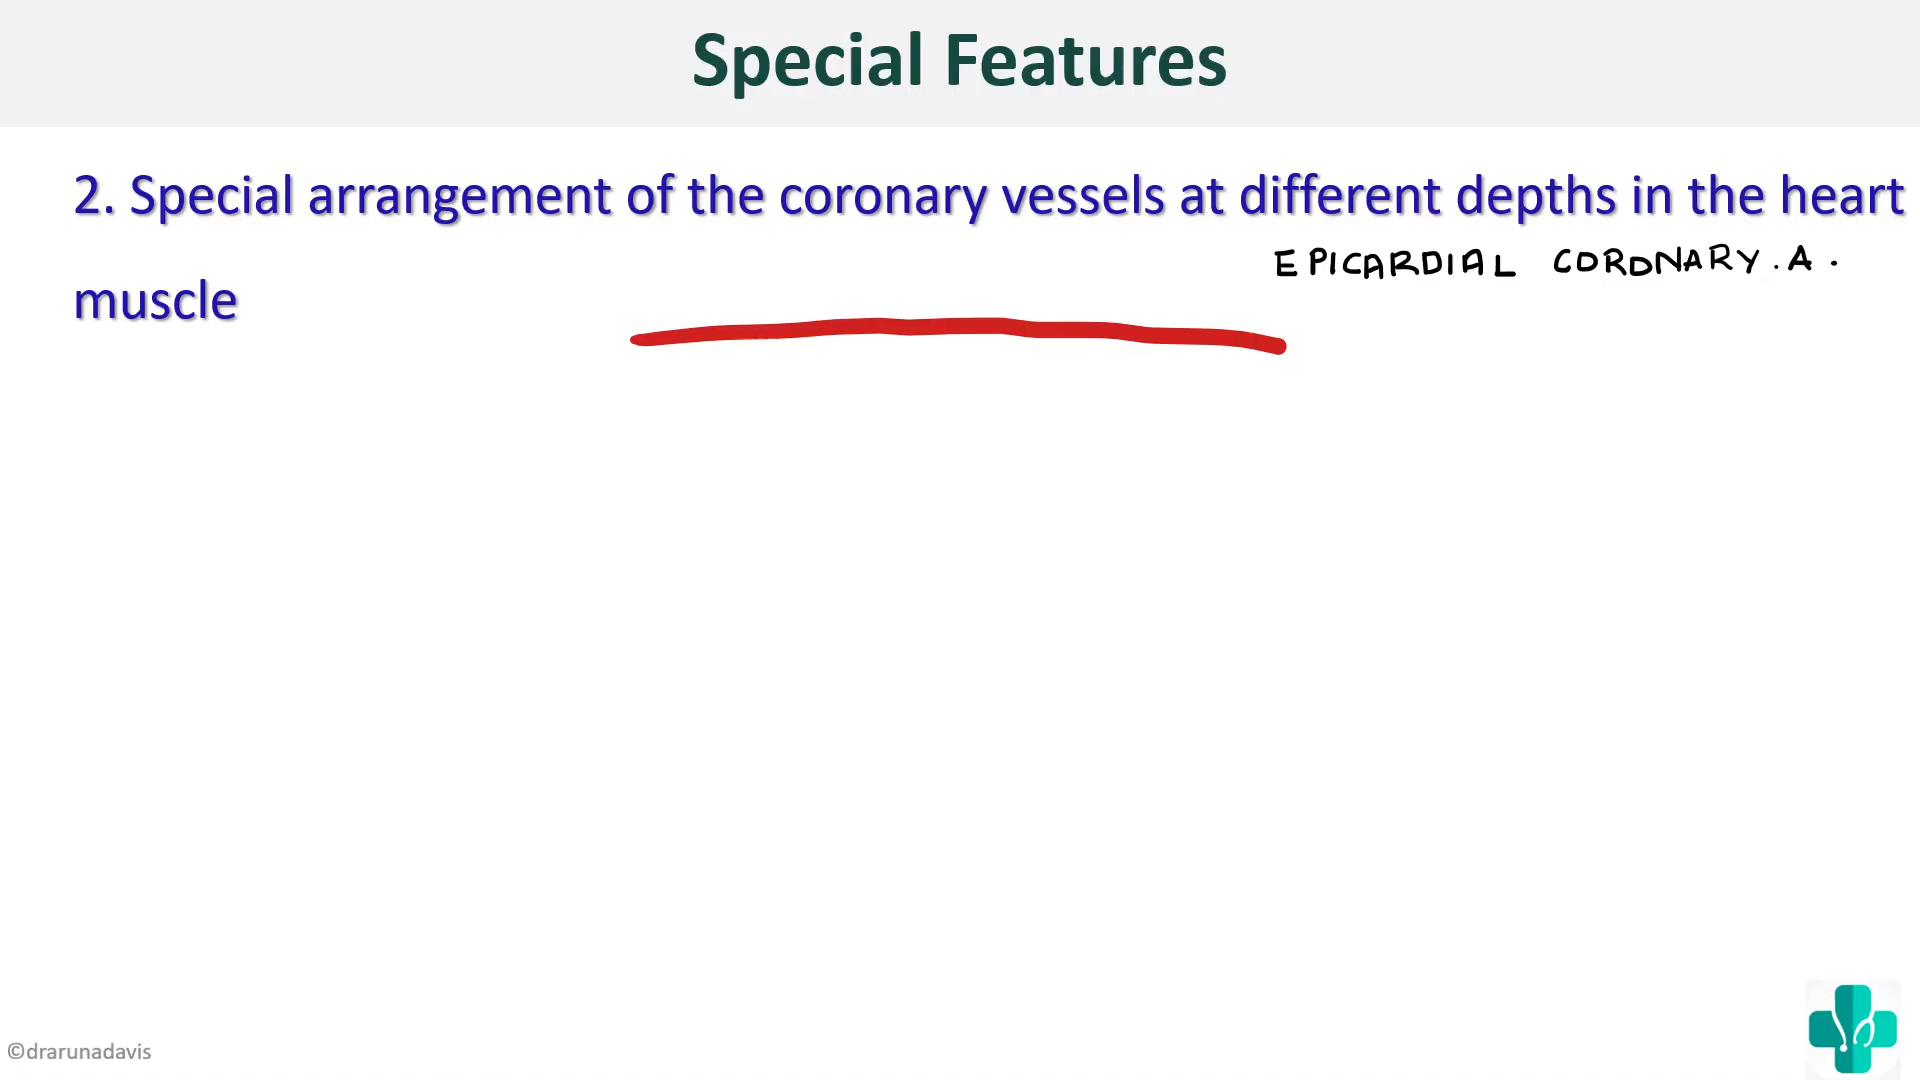 Special Features
2. Special arrangement of the coronary vessels at different depths in the heart
EPICARDIAL CORONARY. A.
muscle
©drarunadavis